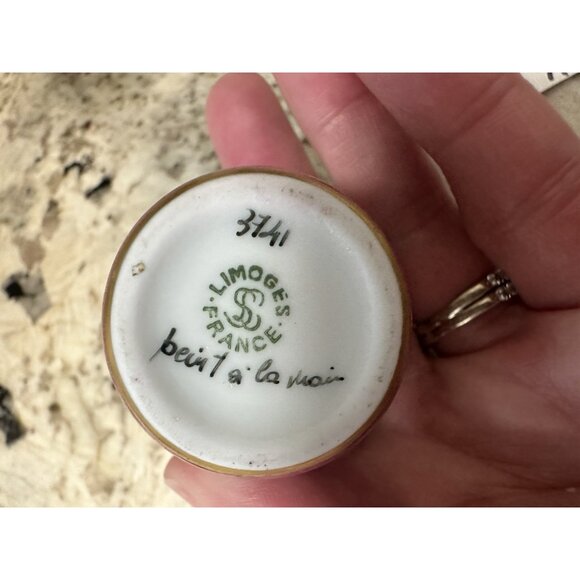 3741
LIMOGES
SS
FRANCE
peint à la main